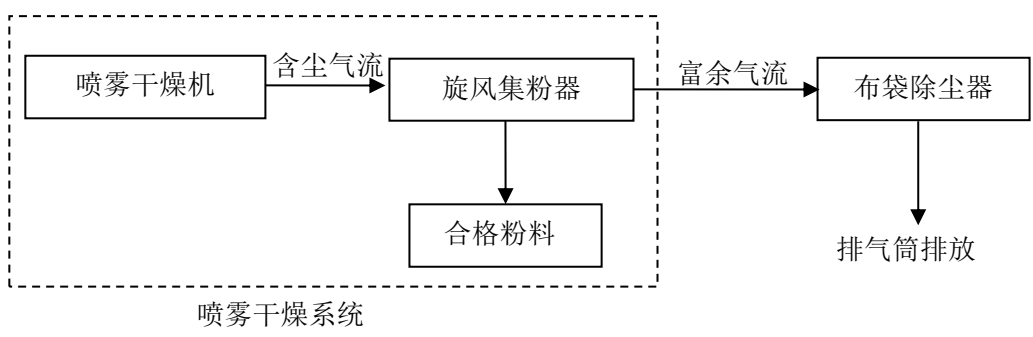 喷雾干燥机
含尘气流
旋风集粉器
富余气流
布袋除尘器
合格粉料
排气筒排放
喷雾干燥系统